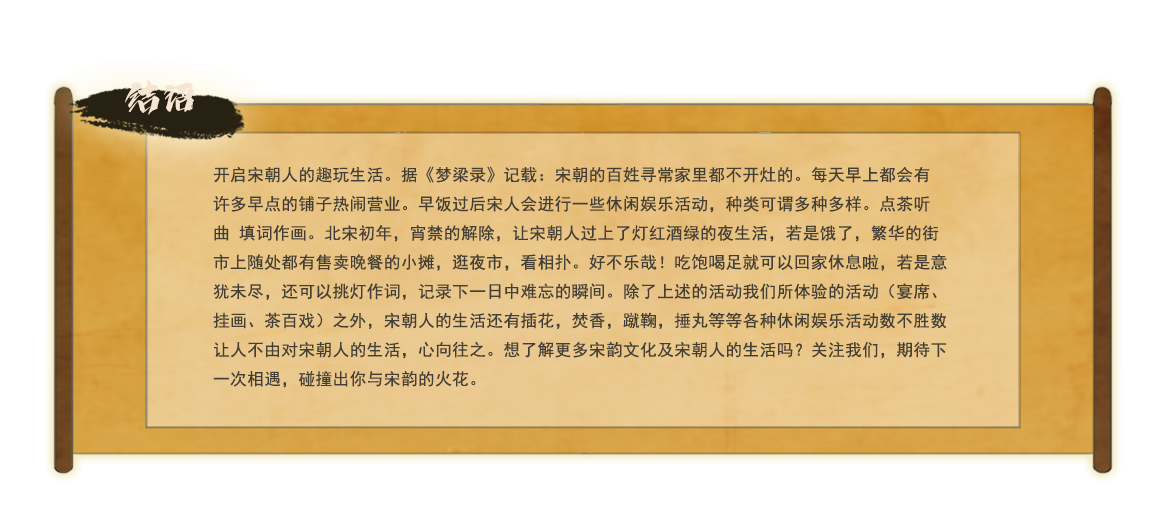 结语
开启宋朝人的趣玩生活。据《梦梁录》记载：宋朝的百姓寻常家里都不开灶的。每天早上都会有
许多早点的铺子热闹营业。早饭过后宋人会进行一些休闲娱乐活动，种类可谓多种多样。点茶听
曲 填词作画。北宋初年，宵禁的解除，让宋朝人过上了灯红酒绿的夜生活，若是饿了，繁华的街
市上随处都有售卖晚餐的小摊，逛夜市，看相扑。好不乐哉！吃饱喝足就可以回家休息啦，若是意
犹未尽，还可以挑灯作词，记录下一日中难忘的瞬间。除了上述的活动我们所体验的活动（宴席、
挂画、茶百戏）之外，宋朝人的生活还有插花，焚香，蹴鞠，捶丸等等各种休闲娱乐活动数不胜数
让人不由对宋朝人的生活，心向往之。想了解更多宋韵文化及宋朝人的生活吗？关注我们，期待下
一次相遇，碰撞出你与宋韵的火花。